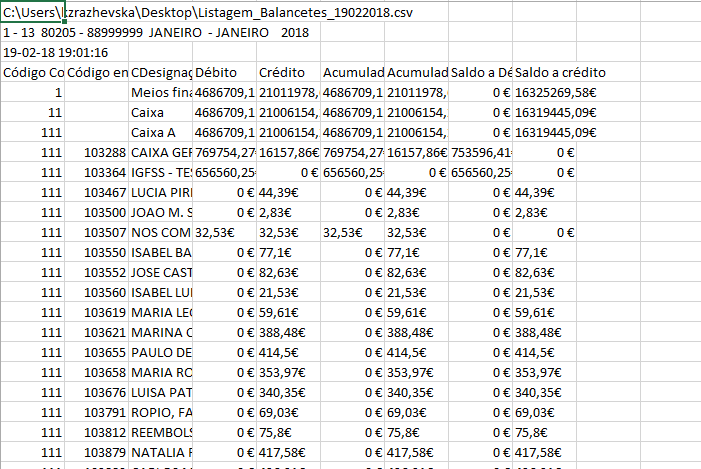 C:\Users\kzrazhevska\Desktop\Listagem_Balancetes_19022018.csv
1 - 13 80205 - 88999999 JANEIRO - JANEIRO 2018
19-02-18 19:01:16
Código Co Código en CDesignaç Débito Crédito Acumulad Acumulad Saldo a Dé Saldo a crédito
1 Meios fina 4686709,1 21011978, 4686709,1 21011978, 0 € 16325269,58€
11 Caixa 4686709,1 21006154, 4686709,1 21006154, 0 € 16319445,09€
111 Caixa A 4686709,1 21006154, 4686709,1 21006154, 0 € 16319445,09€
111 103288 CAIXA GER 769754,27 16157,86€ 769754,27 16157,86€ 753596,41 0 €
111 103364 IGFSS - TES 656560,25 0 € 656560,25 0 € 656560,25 0 €
111 103467 LUCIA PIR 0 € 44,39€ 0 € 44,39€ 0 € 44,39€
111 103500 JOAO M. S 0 € 2,83€ 0 € 2,83€ 0 € 2,83€
111 103507 NOS COM 32,53€ 32,53€ 32,53€ 32,53€ 0 € 0 €
111 103550 ISABEL BA 0 € 77,1€ 0 € 77,1€ 0 € 77,1€
111 103552 JOSE CAST 0 € 82,63€ 0 € 82,63€ 0 € 82,63€
111 103560 ISABEL LUI 0 € 21,53€ 0 € 21,53€ 0 € 21,53€
111 103619 MARIA LEO 0 € 59,61€ 0 € 59,61€ 0 € 59,61€
111 103621 MARINA C 0 € 388,48€ 0 € 388,48€ 0 € 388,48€
111 103655 PAULO DE 0 € 414,5€ 0 € 414,5€ 0 € 414,5€
111 103658 MARIA RO 0 € 353,97€ 0 € 353,97€ 0 € 353,97€
111 103676 LUISA PAT 0 € 340,35€ 0 € 340,35€ 0 € 340,35€
111 103791 ROPIO, FA 0 € 69,03€ 0 € 69,03€ 0 € 69,03€
111 103812 REEMBOLS 0 € 75,8€ 0 € 75,8€ 0 € 75,8€
111 103879 NATALIA F 0 € 417,58€ 0 € 417,58€ 0 € 417,58€